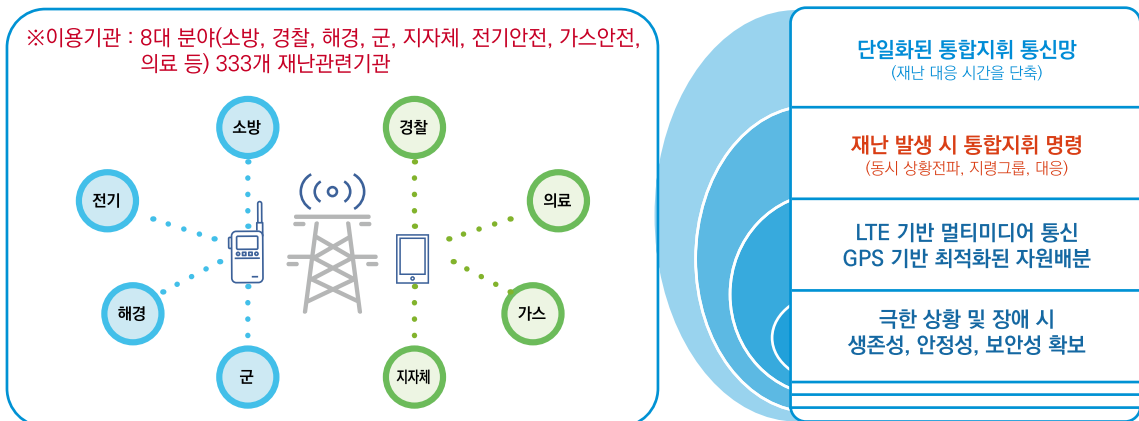 ※이용기관 : 8대 분야(소방, 경찰, 해경, 군, 지자체, 전기안전, 가스안전,
의료 등) 333개 재난관련기관
소방
경찰
전기
의료
해경
가스
군
지자체
단일화된 통합지휘 통신망
(재난 대응 시간을 단축)
재난 발생 시 통합지휘 명령
(동시 상황전파, 지령그룹, 대응)
LTE 기반 멀티미디어 통신
GPS 기반 최적화된 자원배분
극한 상황 및 장애 시
생존성, 안정성, 보안성 확보